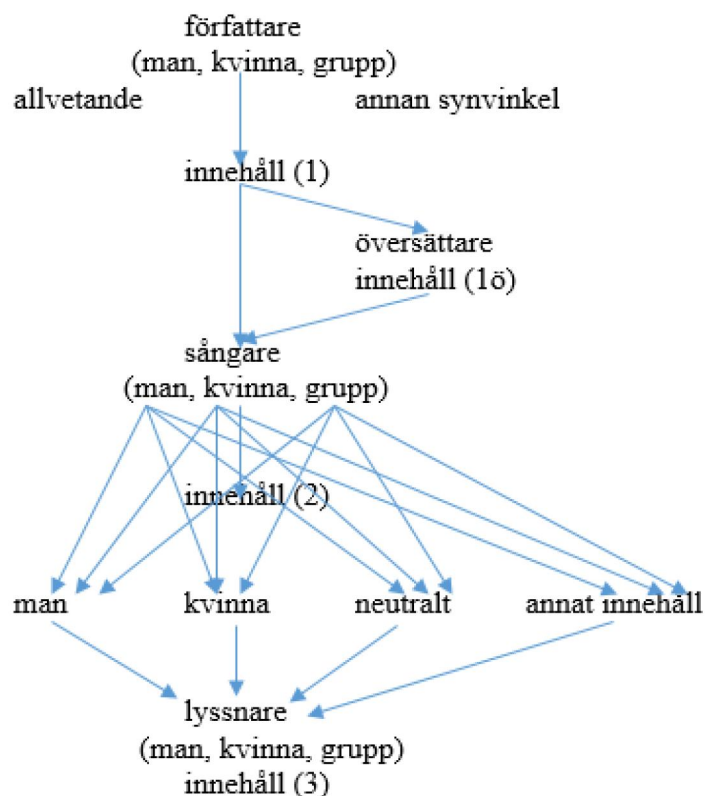 författare
(man, kvinna, grupp)
allvetande annan synvinkel
innehåll (1)
översättare
innehåll (1ö)
sångare
(man, kvinna, grupp)
innehåll (2)
man kvinna neutralt annat innehåll
lyssnare
(man, kvinna, grupp)
innehåll (3)